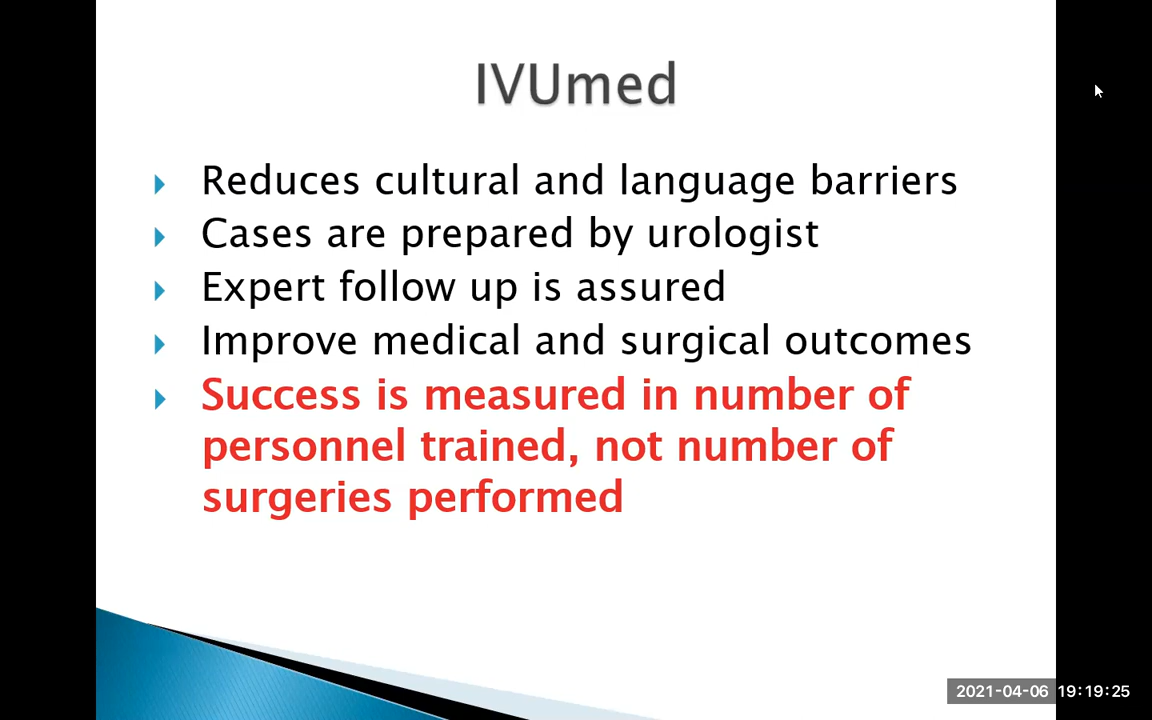 IVUmed
Reduces cultural and language barriers
Cases are prepared by urologist
Expert follow up is assured
Improve medical and surgical outcomes
Success is measured in number of
personnel trained, not number of
surgeries performed
2021-04-06 19:19:25